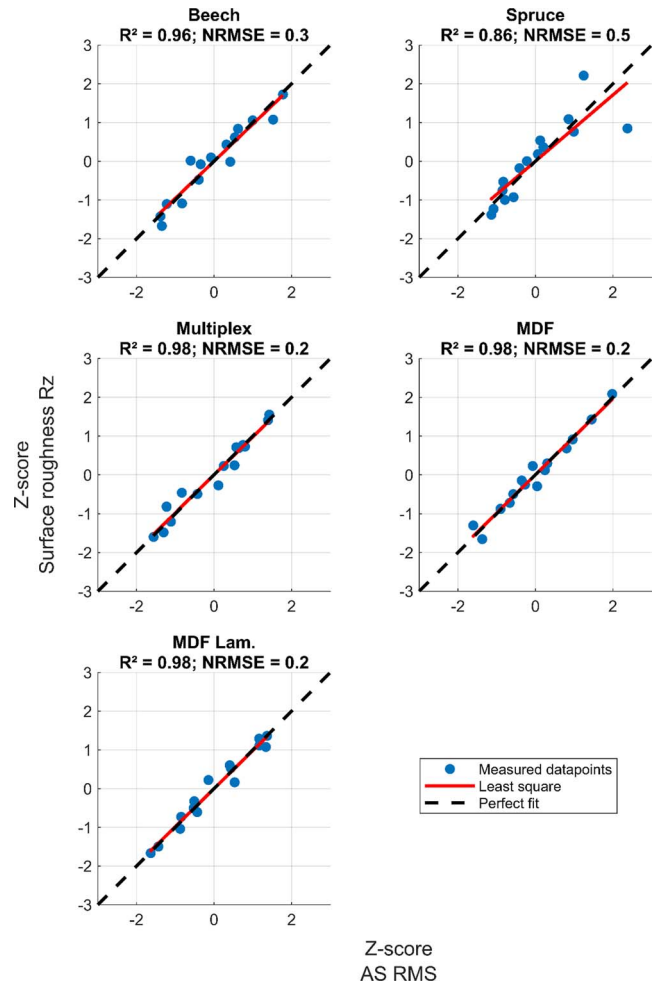 Beech
R² = 0.96; NRMSE = 0.3
3
2
1
0
-1
-2
-3
-2
0
2
Spruce
R² = 0.86; NRMSE = 0.5
3
2
1
0
-1
-2
-3
-2
0
2
Multiplex
R² = 0.98; NRMSE = 0.2
3
2
1
0
-1
-2
-3
-2
0
2
MDF
R² = 0.98; NRMSE = 0.2
3
2
1
0
-1
-2
-3
-2
0
2
Z-score
Surface roughness Rz
MDF Lam.
R² = 0.98; NRMSE = 0.2
3
2
1
0
-1
-2
-3
-2
0
2
Measured datapoints
Least square
Perfect fit
Z-score
AS RMS